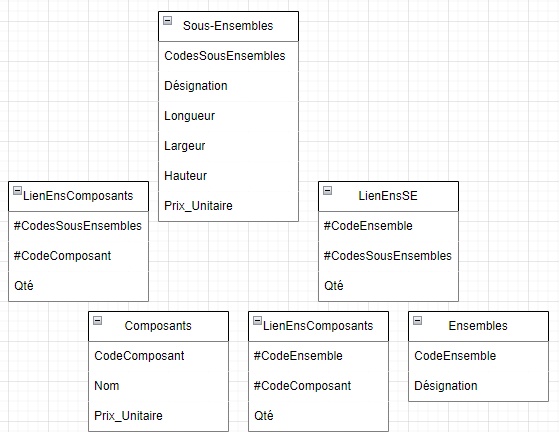 Sous-Ensembles
CodesSousEnsembles
Désignation
Longueur
Largeur
Hauteur
Prix_Unitaire
LienEnsComposants
#CodesSousEnsembles
#CodeComposant
Qté
LienEnsSE
#CodeEnsemble
#CodesSousEnsembles
Qté
Composants
CodeComposant
Nom
Prix_Unitaire
LienEnsComposants
#CodeEnsemble
#CodeComposant
Qté
Ensembles
CodeEnsemble
Désignation